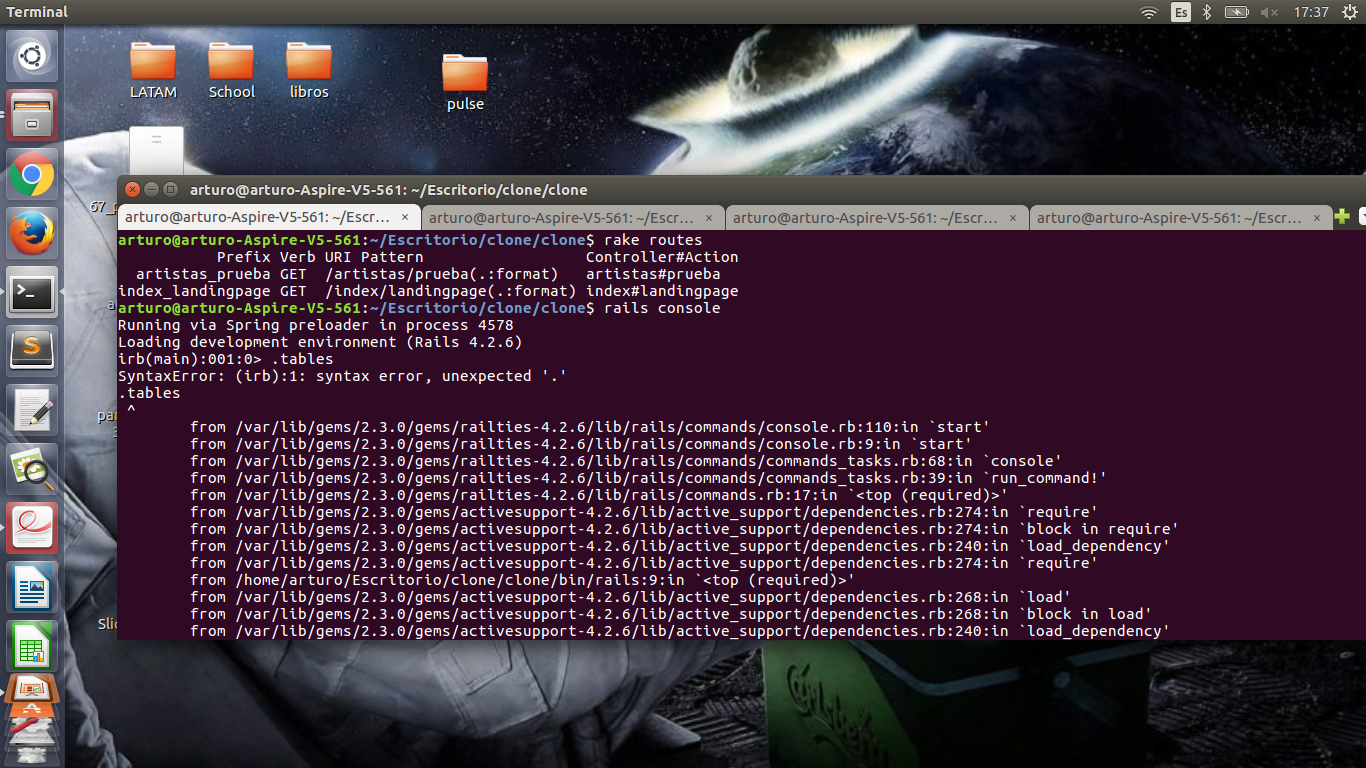 Terminal
Es
17:37
LATAM
School
libros
pulse
arturo@arturo-Aspire-V5-561: ~/Escritorio/clone/clone
arturo@arturo-Aspire-V5-561: ~/Escr... × arturo@arturo-Aspire-V5-561: ~/Escr... × arturo@arturo-Aspire-V5-561: ~/Escr... × arturo@arturo-Aspire-V5-561: ~/Escr... ×
arturo@arturo-Aspire-V5-561:~/Escritorio/clone/clone$ rake routes
Prefix Verb URI Pattern Controller#Action
artistas_prueba GET /artistas/prueba(.:format) artistas#prueba
index_landingpage GET /index/landingpage(.:format) index#landingpage
arturo@arturo-Aspire-V5-561:~/Escritorio/clone/clone$ rails console
Running via Spring preloader in process 4578
Loading development environment (Rails 4.2.6)
irb(main):001:0> .tables
SyntaxError: (irb):1: syntax error, unexpected '.'
.tables
^
from /var/lib/gems/2.3.0/gems/railties-4.2.6/lib/rails/commands/console.rb:110:in `start'
from /var/lib/gems/2.3.0/gems/railties-4.2.6/lib/rails/commands/console.rb:9:in `start'
from /var/lib/gems/2.3.0/gems/railties-4.2.6/lib/rails/commands/commands_tasks.rb:68:in `console'
from /var/lib/gems/2.3.0/gems/railties-4.2.6/lib/rails/commands/commands_tasks.rb:39:in `run_command!'
from /var/lib/gems/2.3.0/gems/railties-4.2.6/lib/rails/commands.rb:17:in `<top (required)>'
from /var/lib/gems/2.3.0/gems/activesupport-4.2.6/lib/active_support/dependencies.rb:274:in `require'
from /var/lib/gems/2.3.0/gems/activesupport-4.2.6/lib/active_support/dependencies.rb:274:in `block in require'
from /var/lib/gems/2.3.0/gems/activesupport-4.2.6/lib/active_support/dependencies.rb:240:in `load_dependency'
from /var/lib/gems/2.3.0/gems/activesupport-4.2.6/lib/active_support/dependencies.rb:274:in `require'
from /home/arturo/Escritorio/clone/clone/bin/rails:9:in `<top (required)>'
from /var/lib/gems/2.3.0/gems/activesupport-4.2.6/lib/active_support/dependencies.rb:268:in `load'
from /var/lib/gems/2.3.0/gems/activesupport-4.2.6/lib/active_support/dependencies.rb:268:in `block in load'
from /var/lib/gems/2.3.0/gems/activesupport-4.2.6/lib/active_support/dependencies.rb:240:in `load_dependency'